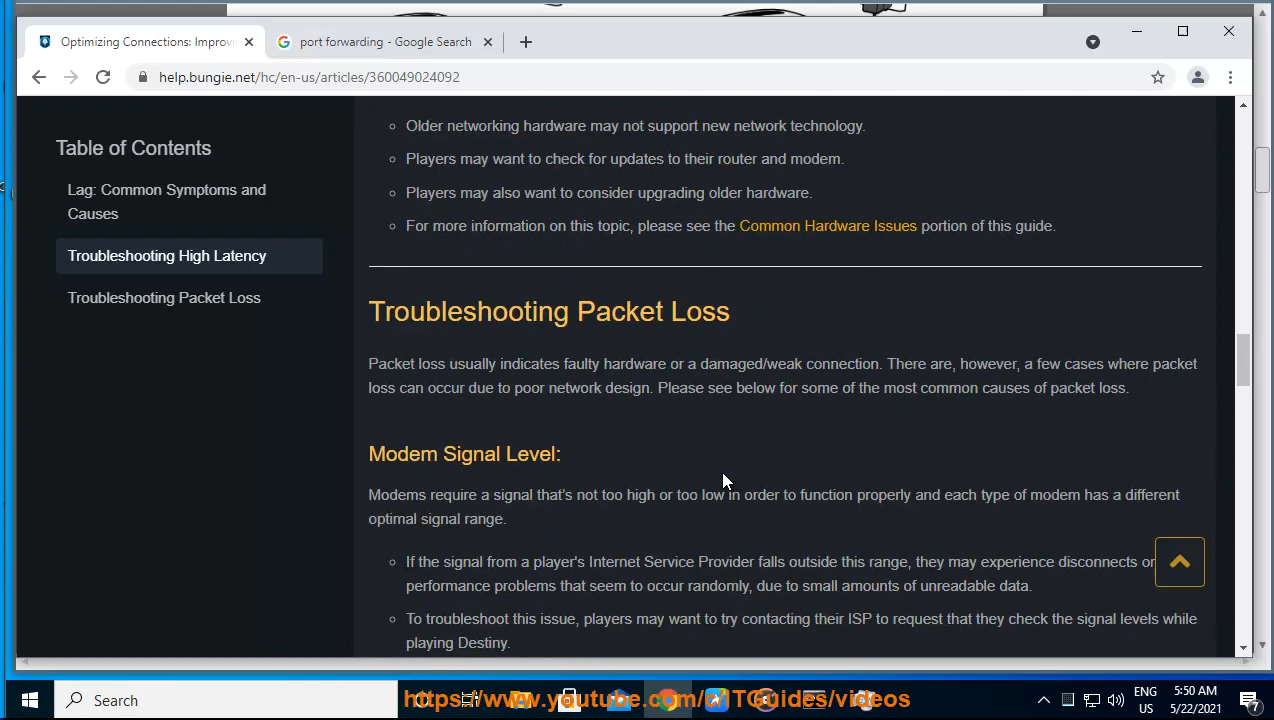 Optimizing Connections: Improvi
port forwarding - Google Search
help.bungie.net/hc/en-us/articles/360049024092
Table of Contents
Lag: Common Symptoms and
Causes
Troubleshooting High Latency
Troubleshooting Packet Loss
Older networking hardware may not support new network technology.
Players may want to check for updates to their router and modem.
Players may also want to consider upgrading older hardware.
For more information on this topic, please see the Common Hardware Issues portion of this guide.
Troubleshooting Packet Loss
Packet loss usually indicates faulty hardware or a damaged/weak connection. There are, however, a few cases where packet
loss can occur due to poor network design. Please see below for some of the most common causes of packet loss.
Modem Signal Level:
Modems require a signal that's not too high or too low in order to function properly and each type of modem has a different
optimal signal range.
If the signal from a player's Internet Service Provider falls outside this range, they may experience disconnects or
performance problems that seem to occur randomly, due to small amounts of unreadable data.
To troubleshoot this issue, players may want to try contacting their ISP to request that they check the signal levels while
playing Destiny.
Search
https://www.youtube.com/c/ITGuides/videos
ENG
US
5:50 AM
5/22/2021
7